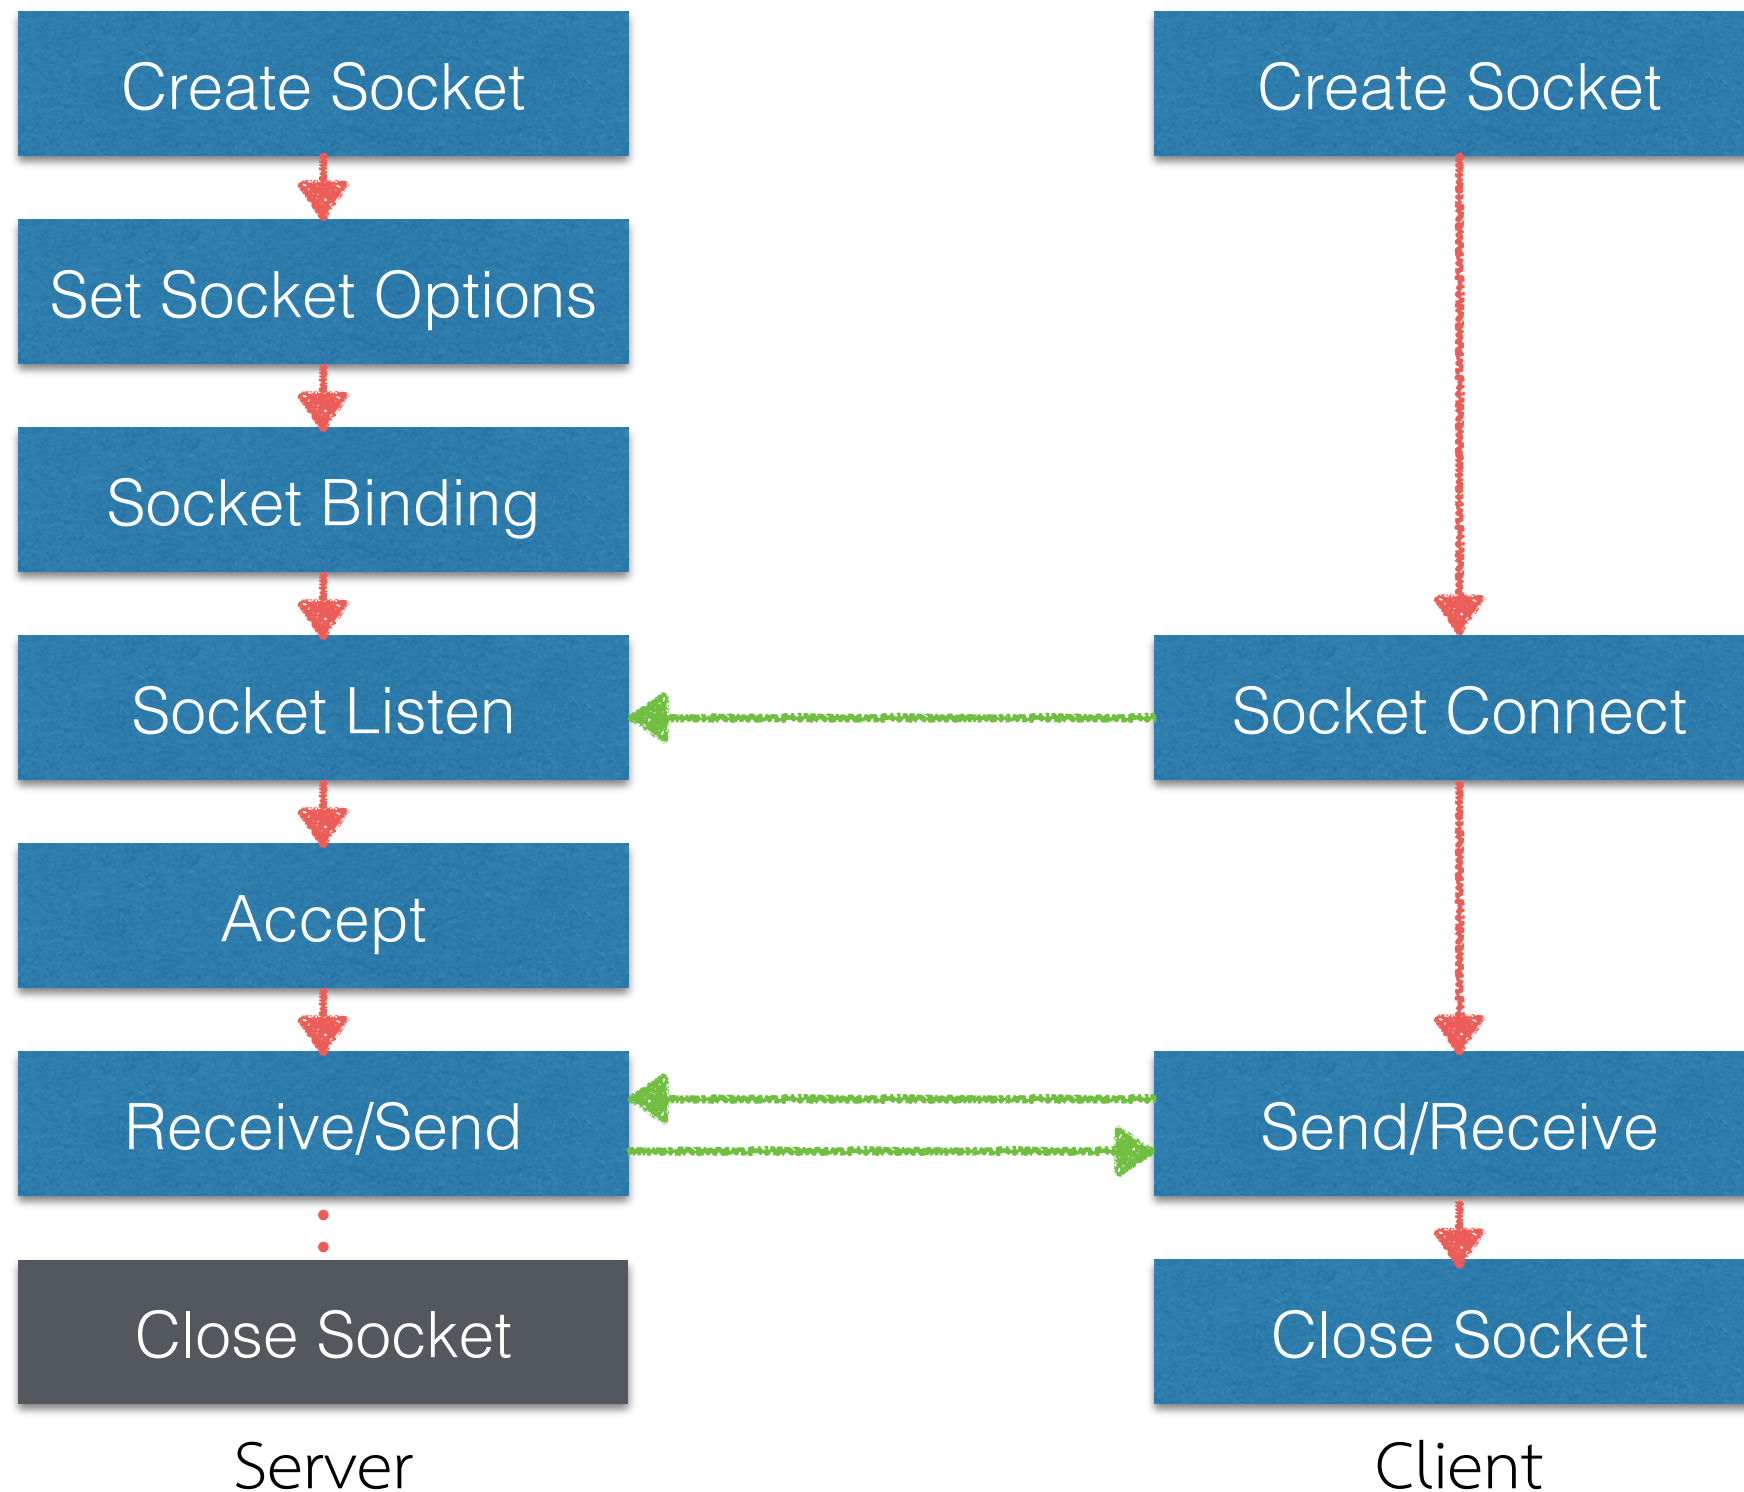 Create Socket
Set Socket Options
Socket Binding
Socket Listen
Accept
Receive/Send
Close Socket
Server
Create Socket
Socket Connect
Send/Receive
Close Socket
Client